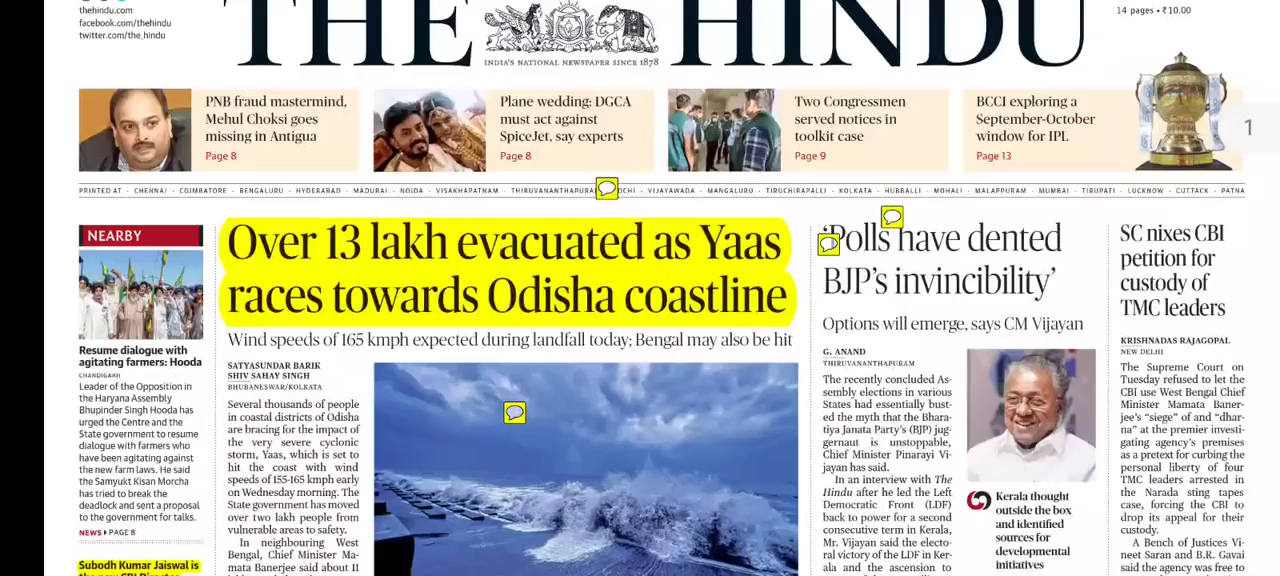 thehindu.com
facebook.com/thehindu
twitter.com/the_hindu
THE HINDU
INDIA'S NATIONAL NEWSPAPER SINCE 1878
14 pages • ₹10.00
PNB fraud mastermind,
Mehul Choksi goes
missing in Antigua
Page 8
Plane wedding: DGCA
must act against
SpiceJet, say experts
Page 8
Two Congressmen
served notices in
toolkit case
Page 9
BCCI exploring a
September-October
window for IPL
Page 13
1
PRINTED AT • CHENNAI • COIMBATORE • BENGALURU • HYDERABAD • MADURAI • NOIDA • VISAKHAPATNAM • THIRUVANANTHAPURA OCHI • VIJAYAWADA • MANGALURU • TIRUCHIRAPALLI • KOLKATA • HUBBALLI • MOHALI • MALAPPURAM • MUMBAI • TIRUPATI • LUCKNOW • CUTTACK • PATNA
NEARBY
Resume dialogue with
agitating farmers: Hooda
CHANDIGARH
Leader of the Opposition in
the Haryana Assembly
Bhupinder Singh Hooda has
urged the Centre and the
State government to resume
dialogue with farmers who
have been agitating against
the new farm laws. He said
the Samyukt Kisan Morcha
has tried to break the
deadlock and sent a proposal
to the government for talks.
NEWS ▸ PAGE 8
Subodh Kumar Jaiswal is
the new CBI Director
Over 13 lakh evacuated as Yaas
races towards Odisha coastline
Wind speeds of 165 kmph expected during landfall today; Bengal may also be hit
SATYASUNDAR BARIK
SHIV SAHAY SINGH
BHUBANESWAR/KOLKATA
Several thousands of people
in coastal districts of Odisha
are bracing for the impact of
the very severe cyclonic
storm, Yaas, which is set to
hit the coast with wind
speeds of 155-165 kmph early
on Wednesday morning. The
State government has moved
over two lakh people from
vulnerable areas to safety.
In neighbouring West
Bengal, Chief Minister Ma-
mata Banerjee said about 11
'Polls have dented
BJP's invincibility'
Options will emerge, says CM Vijayan
G. ANAND
THIRUVANANTHAPURAM
The recently concluded As-
sembly elections in various
States had essentially bust-
ed the myth that the Bhara-
tiya Janata Party's (BJP) jug-
gernaut is unstoppable,
Chief Minister Pinarayi Vi-
jayan has said.
In an interview with The
Hindu after he led the Left
Democratic Front (LDF)
back to power for a second
consecutive term in Kerala,
Mr. Vijayan said the electo-
ral victory of the LDF in Ker-
ala and the ascension to
Kerala thought
outside the box
and identified
sources for
developmental
initiatives
SC nixes CBI
petition for
custody of
TMC leaders
KRISHNADAS RAJAGOPAL
NEW DELHI
The Supreme Court on
Tuesday refused to let the
CBI use West Bengal Chief
Minister Mamata Baner-
jee's "siege" of and "dhar-
na" at the premier investi-
gating agency's premises
as a pretext for curbing the
personal liberty of four
TMC leaders arrested in
the Narada sting tapes
case, forcing the CBI to
drop its appeal for their
custody.
A Bench of Justices Vi-
neet Saran and B.R. Gavai
said the agency was free to